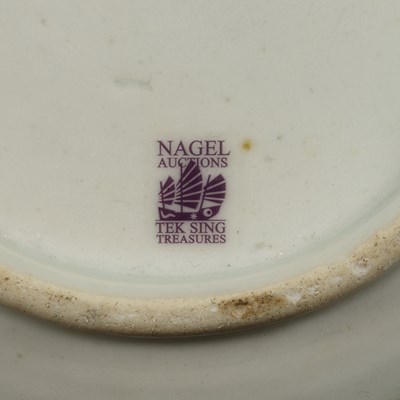 NAGEL
AUCTIONS
TEK SING
TREASURES